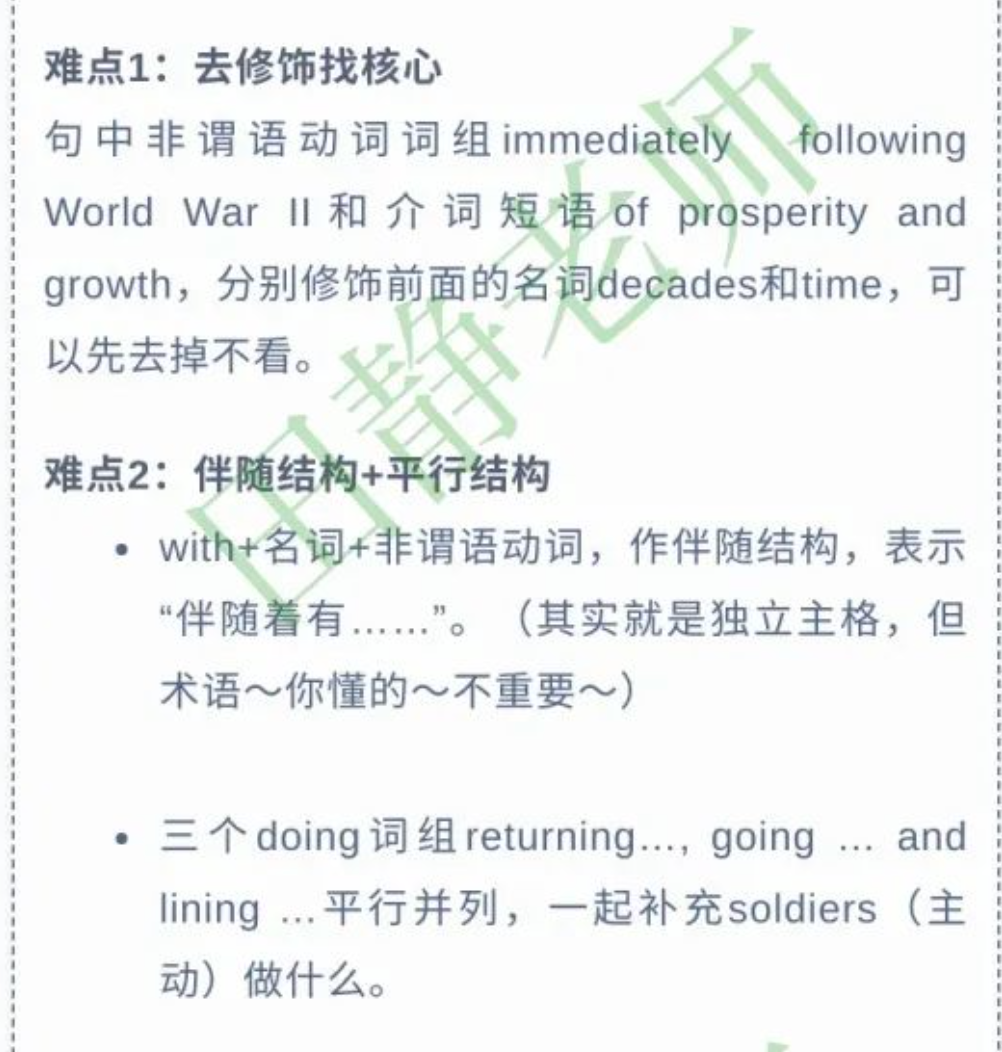 难点1：去修饰找核心
句中非谓语动词词组immediately following
World War II和介词短语of prosperity and
growth，分别修饰前面的名词decades和time，可
以先去掉不看。
难点2：伴随结构+平行结构
• with+名词+非谓语动词，作伴随结构，表示
“伴随着有……”。（其实就是独立主格，但
术语～你懂的～不重要～）
• 三个doing词组returning…, going … and
lining …平行并列，一起补充soldiers（主
动）做什么。
田静老师